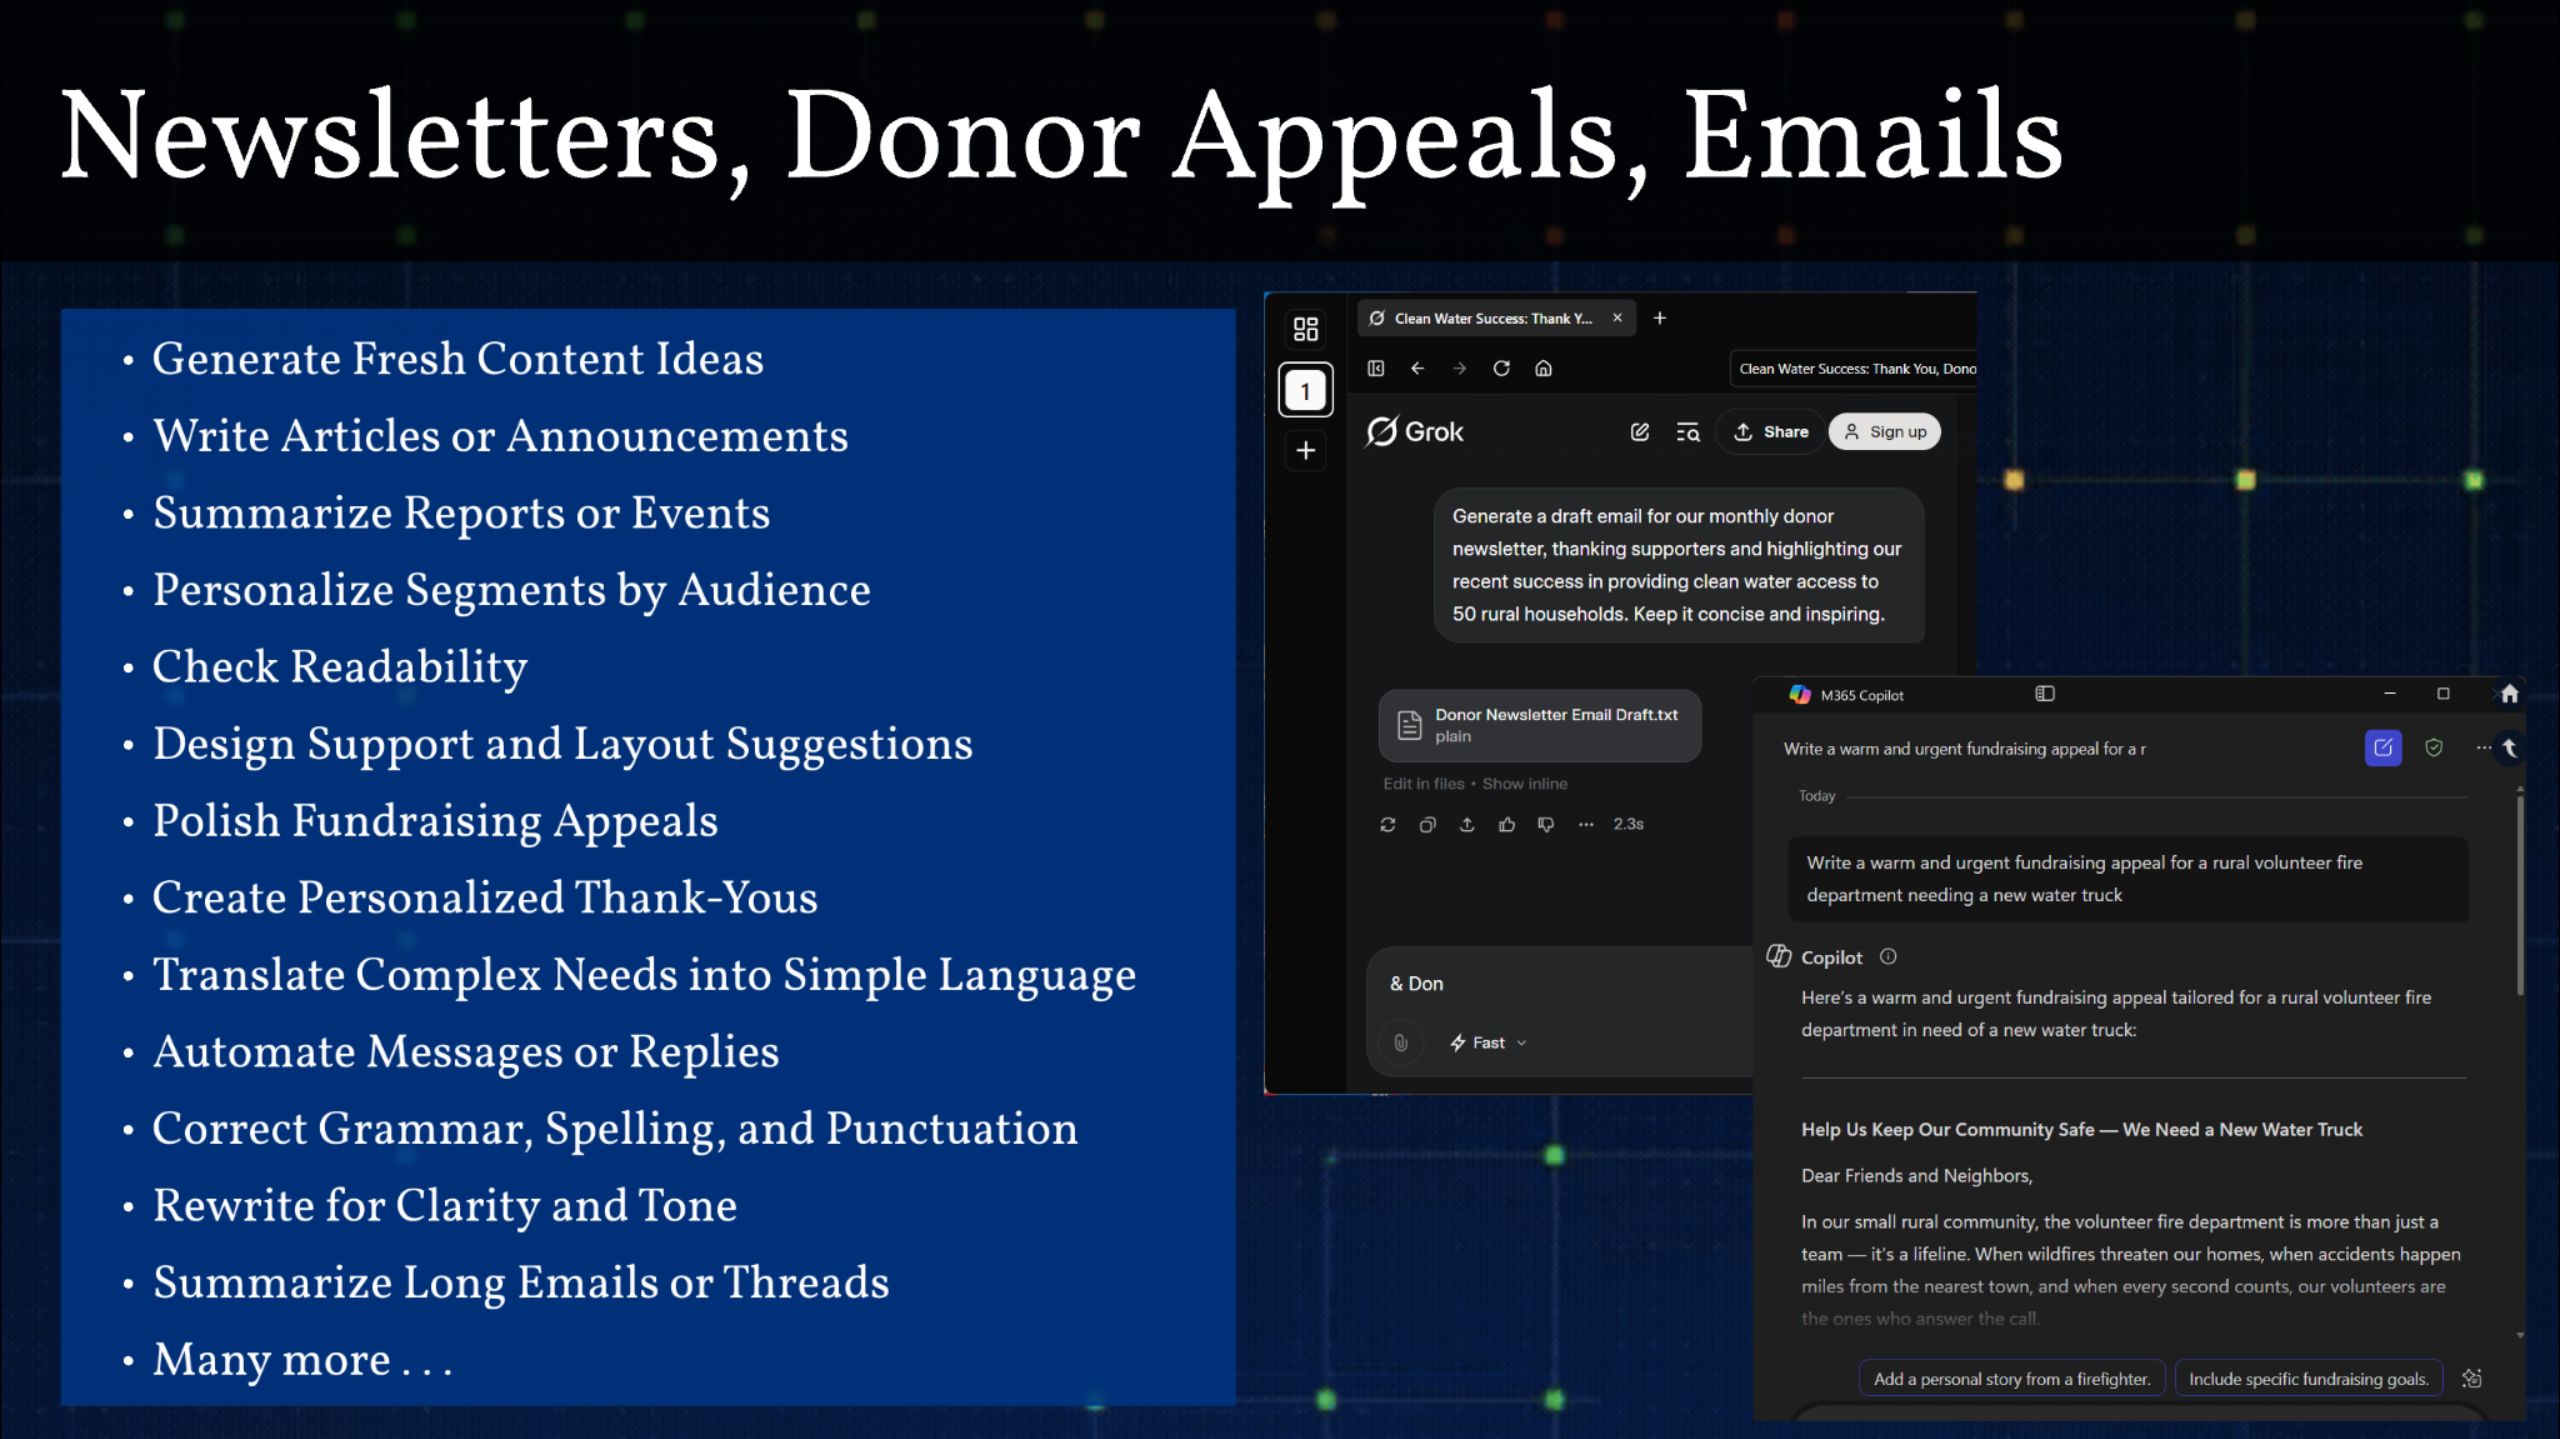 Newsletters, Donor Appeals, Emails
• Generate Fresh Content Ideas
• Write Articles or Announcements
• Summarize Reports or Events
• Personalize Segments by Audience
• Check Readability
• Design Support and Layout Suggestions
• Polish Fundraising Appeals
• Create Personalized Thank-Yous
• Translate Complex Needs into Simple Language
• Automate Messages or Replies
• Correct Grammar, Spelling, and Punctuation
• Rewrite for Clarity and Tone
• Summarize Long Emails or Threads
• Many more . . .
1
Clean Water Success: Thank Y...
Clean Water Success: Thank You, Dono
Grok
Share
Sign up
Generate a draft email for our monthly donor
newsletter, thanking supporters and highlighting our
recent success in providing clean water access to
50 rural households. Keep it concise and inspiring.
Donor Newsletter Email Draft.txt
plain
Edit in files • Show inline
2.3s
& Don
Fast
M365 Copilot
Write a warm and urgent fundraising appeal for a r
Today
Write a warm and urgent fundraising appeal for a rural volunteer fire
department needing a new water truck
Copilot
Here's a warm and urgent fundraising appeal tailored for a rural volunteer fire
department in need of a new water truck:
Help Us Keep Our Community Safe — We Need a New Water Truck
Dear Friends and Neighbors,
In our small rural community, the volunteer fire department is more than just a
team — it's a lifeline. When wildfires threaten our homes, when accidents happen
miles from the nearest town, and when every second counts, our volunteers are
the ones who answer the call.
Add a personal story from a firefighter.
Include specific fundraising goals.